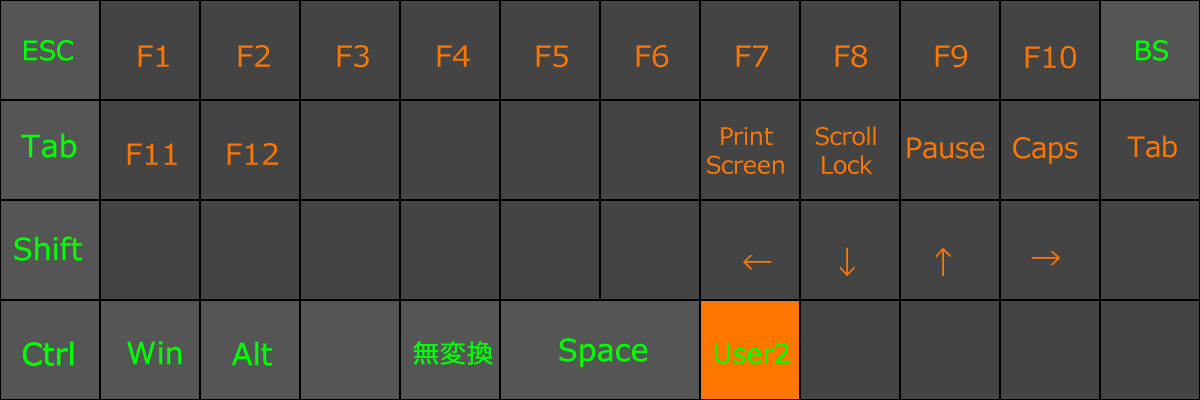 ESC F1 F2 F3 F4 F5 F6 F7 F8 F9 F10 BS
Tab F11 F12 Print Screen Scroll Lock Pause Caps Tab
Shift ← ↓ ↑ →
Ctrl Win Alt 無変換 Space User2